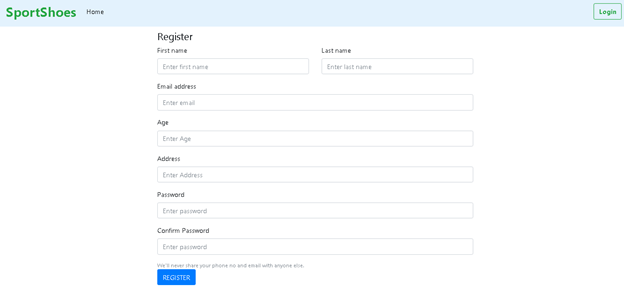 SportShoes Home Login
Register
First name Last name
Enter first name Enter last name
Email address
Enter email
Age
Enter Age
Address
Enter Address
Password
Enter password
Confirm Password
Enter password
We'll never share your phone no and email with anyone else.
REGISTER